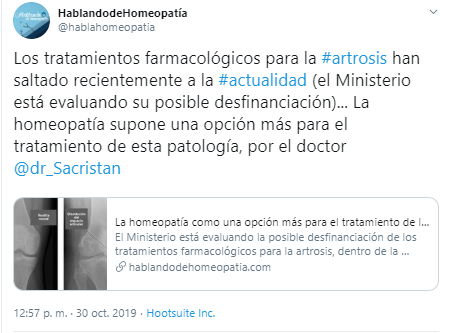 HablandodeHomeopatía
@hablahomeopatia
Los tratamientos farmacológicos para la #artrosis han
saltado recientemente a la #actualidad (el Ministerio
está evaluando su posible desfinanciación)... La
homeopatía supone una opción más para el
tratamiento de esta patología, por el doctor
@dr_Sacristan
La homeopatía como una opción más para el tratamiento de l...
El Ministerio está evaluando la posible desfinanciación de los
tratamientos farmacológicos para la artrosis, dentro de la ...
hablandodehomeopatia.com
12:57 p. m. · 30 oct. 2019 · Hootsuite Inc.